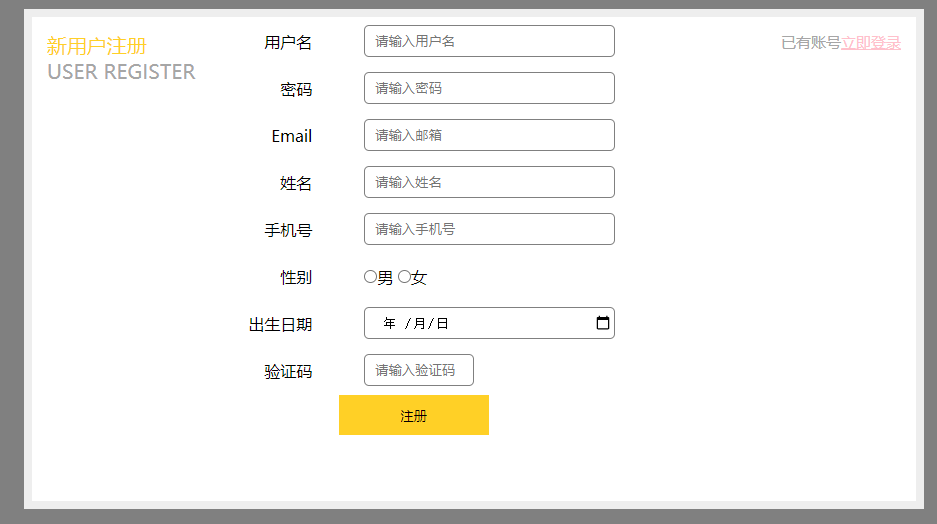 新用户注册
USER REGISTER
用户名 请输入用户名
密码 请输入密码
Email 请输入邮箱
姓名 请输入姓名
手机号 请输入手机号
性别 男 女
出生日期 年 /月/日
验证码 请输入验证码
注册
已有账号立即登录